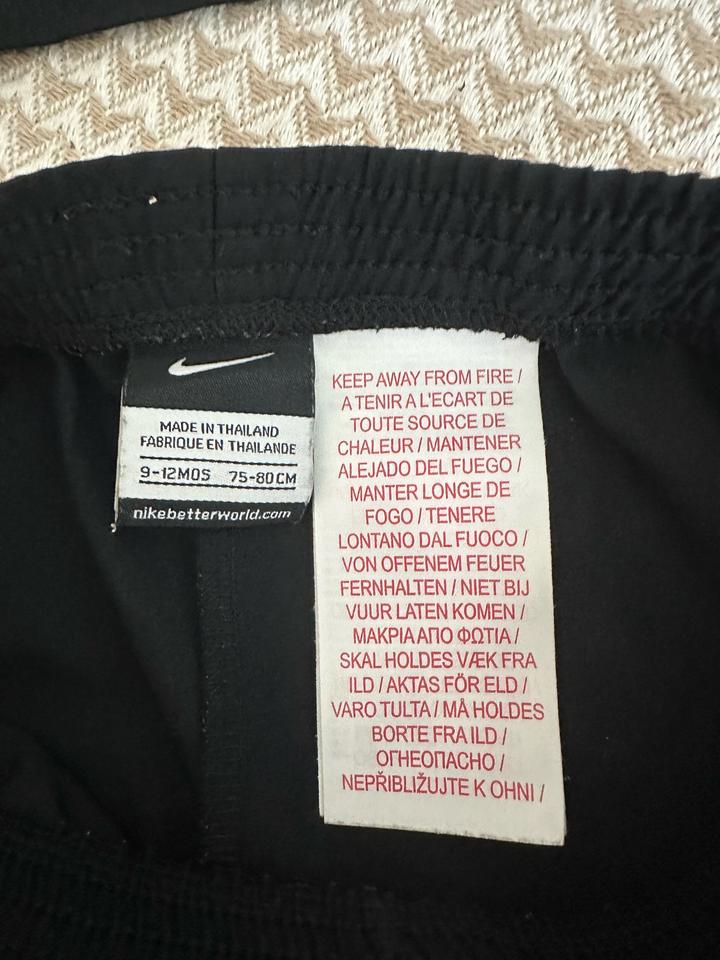 MADE IN THAILAND
FABRIQUE EN THAILANDE
9-12MOS 75-80CM
nikebetterworld.com
KEEP AWAY FROM FIRE /
A TENIR A L'ECART DE
TOUTE SOURCE DE
CHALEUR / MANTENER
ALEJADO DEL FUEGO /
MANTER LONGE DE
FOGO / TENERE
LONTANO DAL FUOCO /
VON OFFENEM FEUER
FERNHALTEN / NIET BIJ
VUUR LATEN KOMEN /
ΜΑΚΡΙΑ ΑΠΟ ΦΩΤΙΑ /
SKAL HOLDES VÆK FRA
ILD / AKTAS FÖR ELD /
VARO TULTA / MÅ HOLDES
BORTE FRA ILD /
ОГНЕОПАСНО /
NEPŘIBLIŽUJTE K OHNI /